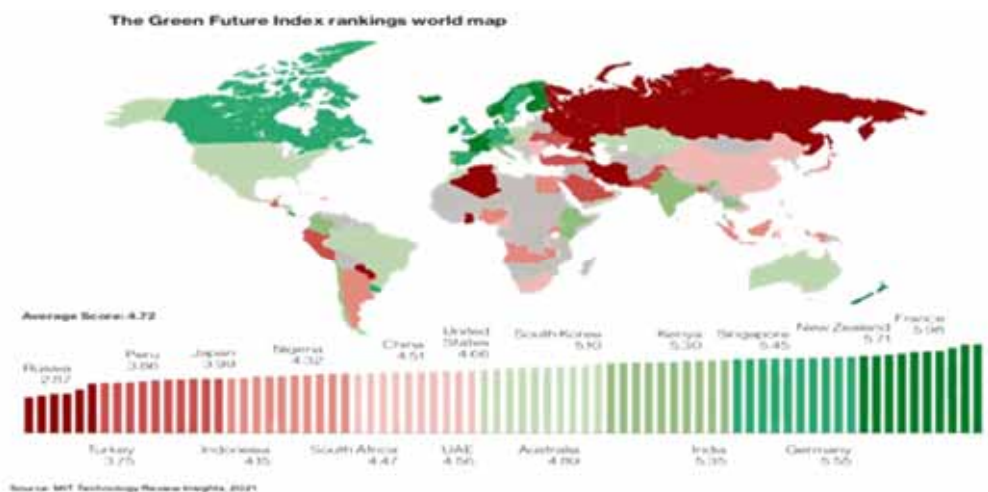 The Green Future Index rankings world map
Average Score: 4.72
Russia
2.87
Peru
3.86
Japan
3.99
Nigeria
4.32
China
4.51
United
States
4.66
South Korea
5.10
Kenya
5.30
Singapore
5.45
New Zealand
5.71
France
5.98
Turkey
3.75
Indonesia
4.15
South Africa
4.47
UAE
4.56
Australia
4.89
India
5.35
Germany
5.55
Source: MIT Technology Review Insights, 2021